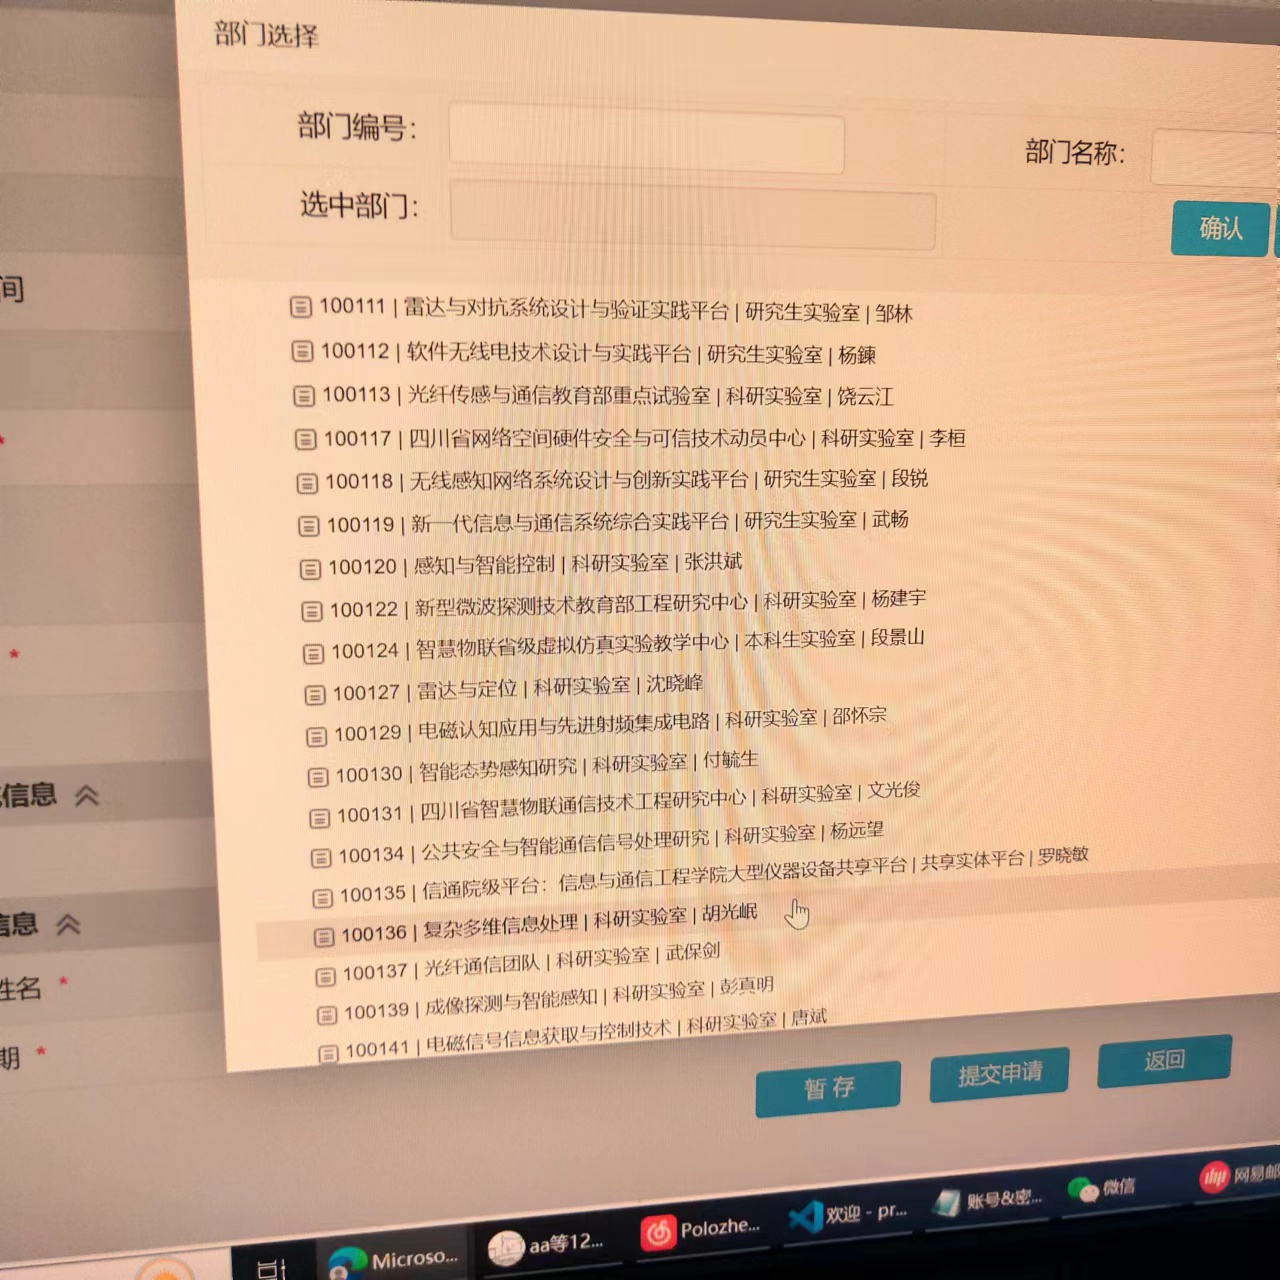 部门选择
部门编号：
部门名称：
选中部门：
确认
100111 | 雷达与对抗系统设计与验证实践平台 | 研究生实验室 | 邹林
100112 | 软件无线电技术设计与实践平台 | 研究生实验室 | 杨鍊
100113 | 光纤传感与通信教育部重点试验室 | 科研实验室 | 饶云江
100117 | 四川省网络空间硬件安全与可信技术动员中心 | 科研实验室 | 李桓
100118 | 无线感知网络系统设计与创新实践平台 | 研究生实验室 | 段锐
100119 | 新一代信息与通信系统综合实践平台 | 研究生实验室 | 武畅
100120 | 感知与智能控制 | 科研实验室 | 张洪斌
100122 | 新型微波探测技术教育部工程研究中心 | 科研实验室 | 杨建宇
100124 | 智慧物联省级虚拟仿真实验教学中心 | 本科生实验室 | 段景山
100127 | 雷达与定位 | 科研实验室 | 沈晓峰
100129 | 电磁认知应用与先进射频集成电路 | 科研实验室 | 邵怀宗
100130 | 智能态势感知研究 | 科研实验室 | 付毓生
100131 | 四川省智慧物联通信技术工程研究中心 | 科研实验室 | 文光俊
100134 | 公共安全与智能通信信号处理研究 | 科研实验室 | 杨远望
100135 | 信通院级平台：信息与通信工程学院大型仪器设备共享平台 | 共享实体平台 | 罗晓敏
100136 | 复杂多维信息处理 | 科研实验室 | 胡光岷
100137 | 光纤通信团队 | 科研实验室 | 武保剑
100139 | 成像探测与智能感知 | 科研实验室 | 彭真明
100141 | 电磁信号信息获取与控制技术 | 科研实验室 | 唐斌
间
*
*
信息
信息
姓名 *
期 *
暂 存
提交申请
返回
Microso...
aa等12...
Polozhe...
欢迎 - pr...
账号&密...
微信
网易邮